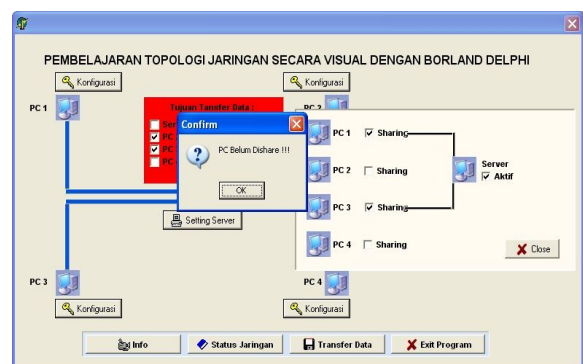 PEMBELAJARAN TOPOLOGI JARINGAN SECARA VISUAL DENGAN BORLAND DELPHI
Konfigurasi
Konfigurasi
PC 1
Tujuan Transfer Data :
PC 2
Confirm
PC Belum Dishare !!!
OK
PC 1
Sharing
PC 2
Sharing
PC 3
Sharing
PC 4
Sharing
Server
Aktif
Close
Setting Server
PC 3
PC 4
Konfigurasi
Konfigurasi
Info
Status Jaringan
Transfer Data
Exit Program